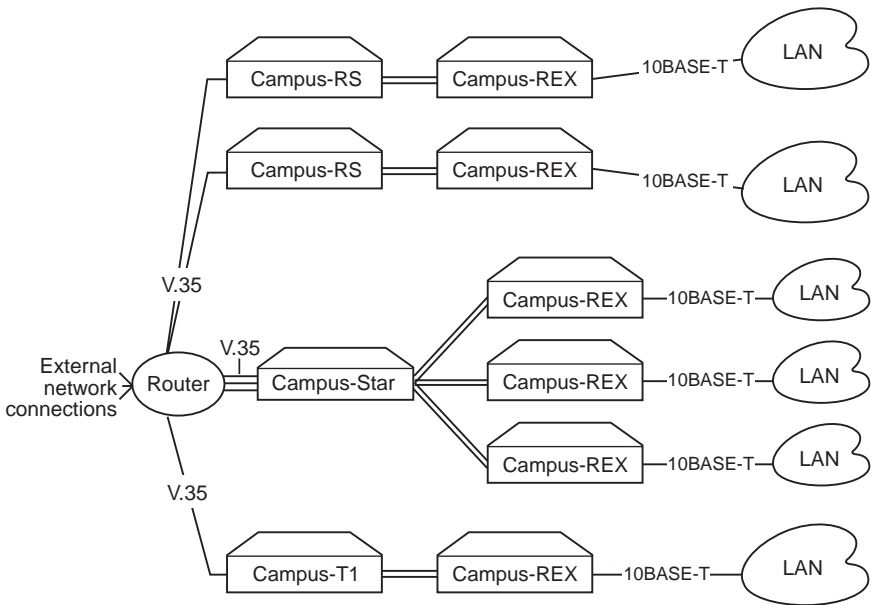 Campus-RS
Campus-REX
10BASE-T
LAN
Campus-RS
Campus-REX
10BASE-T
LAN
V.35
Campus-REX
10BASE-T
LAN
External
network
connections
Router
V.35
Campus-Star
Campus-REX
10BASE-T
LAN
Campus-REX
10BASE-T
LAN
V.35
Campus-T1
Campus-REX
10BASE-T
LAN